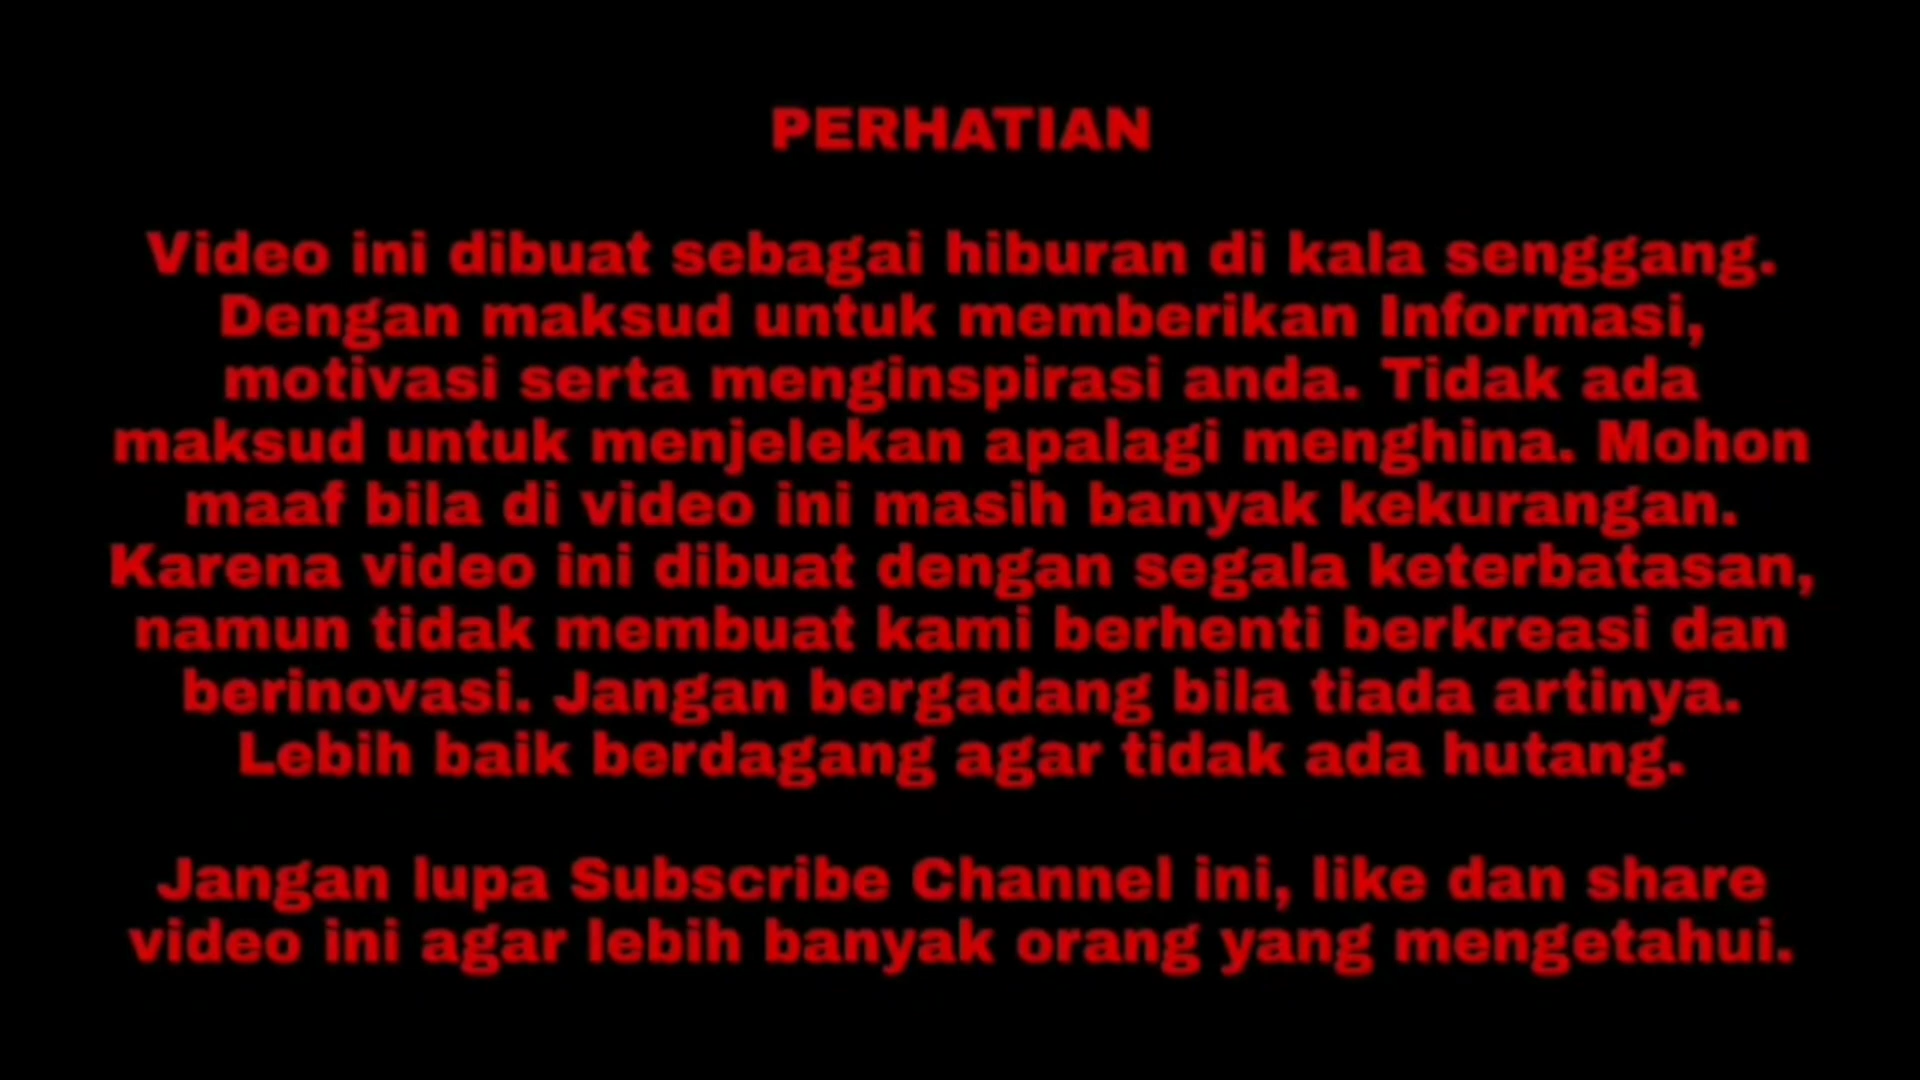 PERHATIAN
Video ini dibuat sebagai hiburan di kala senggang.
Dengan maksud untuk memberikan Informasi,
motivasi serta menginspirasi anda. Tidak ada
maksud untuk menjelekan apalagi menghina. Mohon
maaf bila di video ini masih banyak kekurangan.
Karena video ini dibuat dengan segala keterbatasan,
namun tidak membuat kami berhenti berkreasi dan
berinovasi. Jangan bergadang bila tiada artinya.
Lebih baik berdagang agar tidak ada hutang.
Jangan lupa Subscribe Channel ini, like dan share
video ini agar lebih banyak orang yang mengetahui.